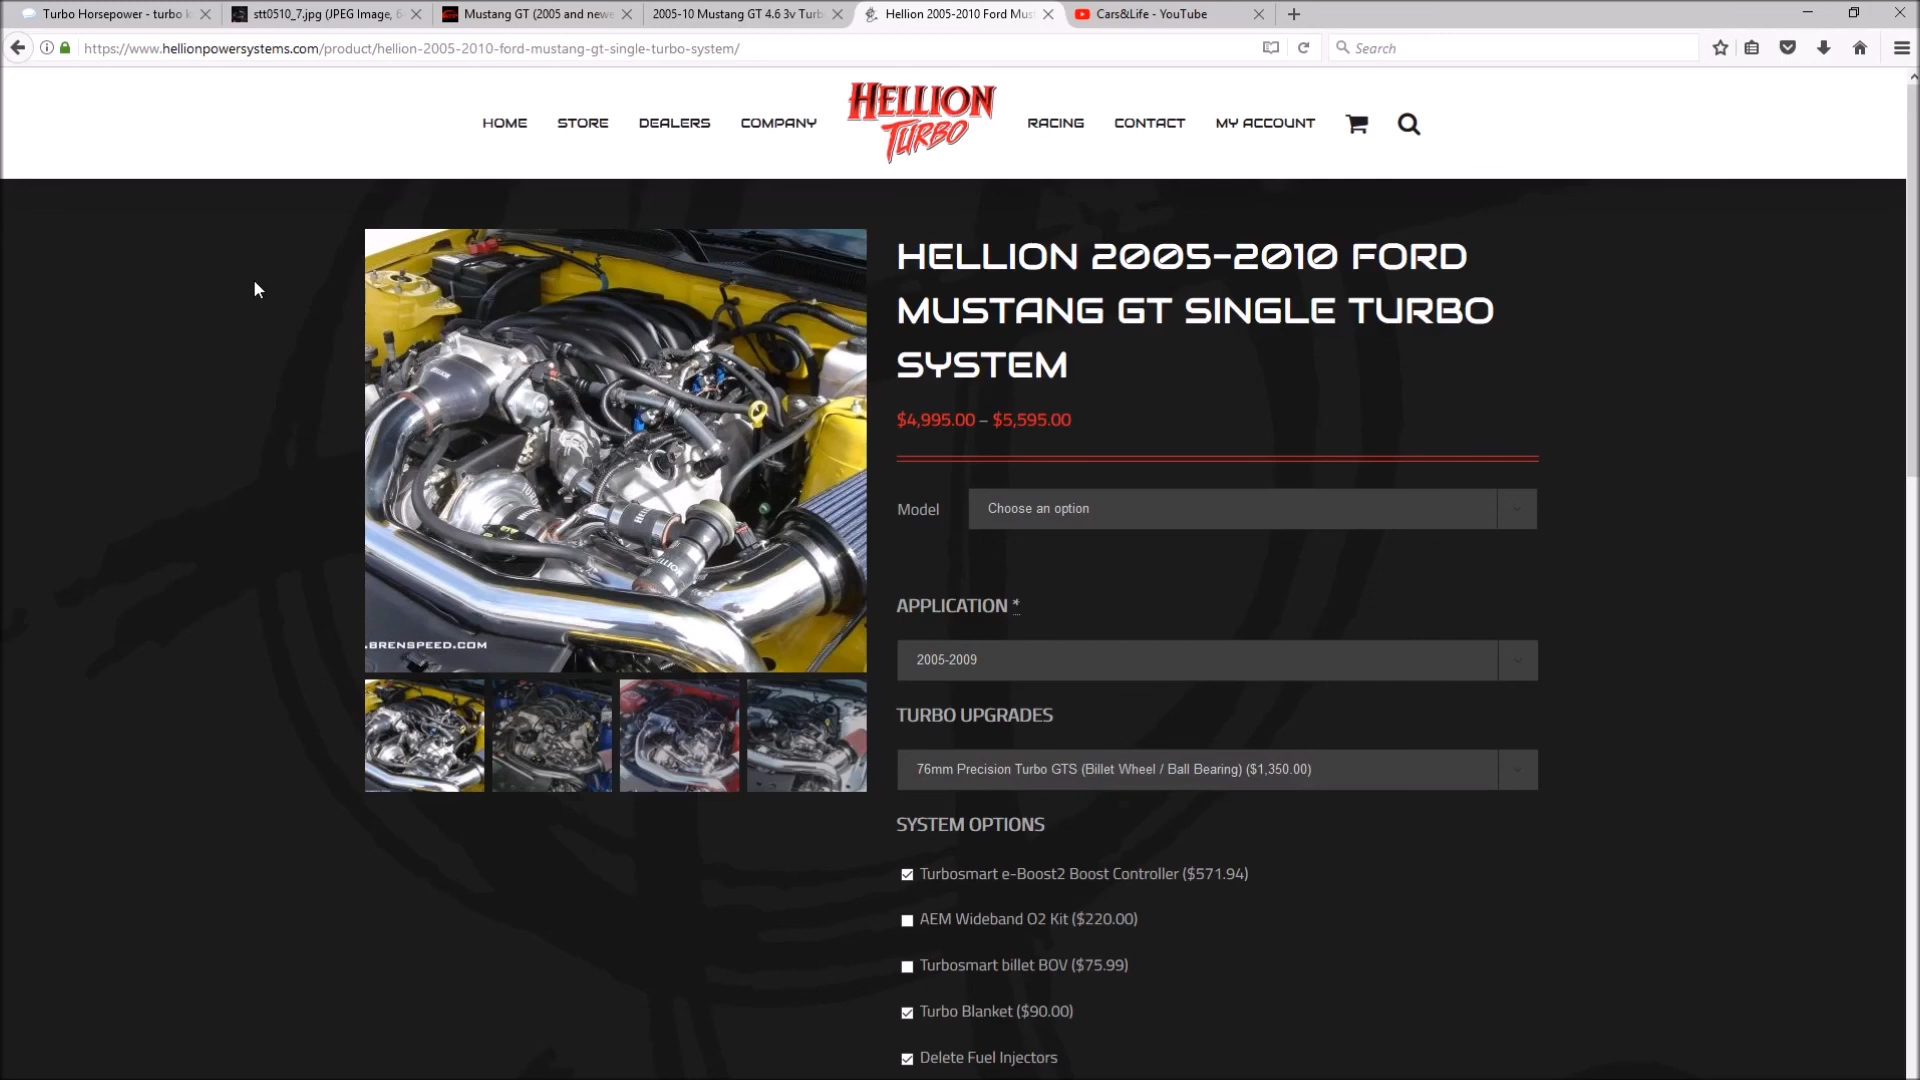 Turbo Horsepower - turbo k
stt0510_7.jpg (JPEG Image, 6
Mustang GT (2005 and newe
2005-10 Mustang GT 4.6 3v Turb
Hellion 2005-2010 Ford Mus
Cars&Life - YouTube
https://www.hellionpowersystems.com/product/hellion-2005-2010-ford-mustang-gt-single-turbo-system/
Search
HOME
STORE
DEALERS
COMPANY
HELLION
TURBO
RACING
CONTACT
MY ACCOUNT
.BRENSPEED.COM
HELLION 2005-2010 FORD
MUSTANG GT SINGLE TURBO
SYSTEM
$4,995.00 – $5,595.00
Model
Choose an option
APPLICATION *
2005-2009
TURBO UPGRADES
76mm Precision Turbo GTS (Billet Wheel / Ball Bearing) ($1,350.00)
SYSTEM OPTIONS
Turbosmart e-Boost2 Boost Controller ($571.94)
AEM Wideband O2 Kit ($220.00)
Turbosmart billet BOV ($75.99)
Turbo Blanket ($90.00)
Delete Fuel Injectors